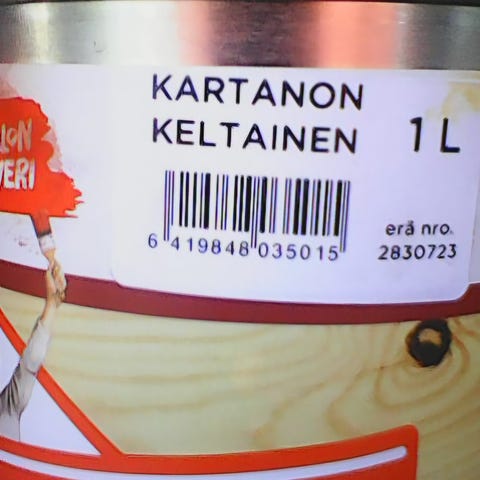 KARTANON
KELTAINEN
1 L
6 419848 035015
erä nro.
2830723